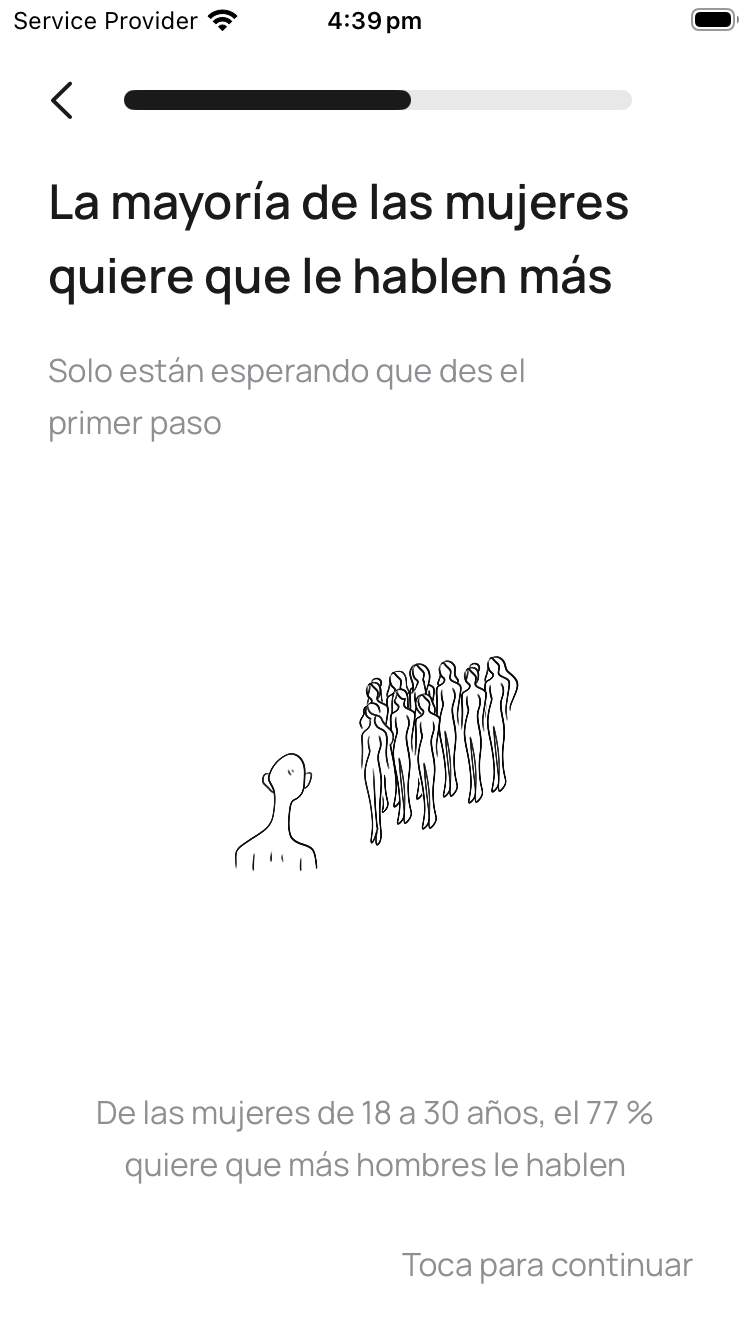 Service Provider
4:39 pm
La mayoría de las mujeres
quiere que le hablen más
Solo están esperando que des el
primer paso
De las mujeres de 18 a 30 años, el 77 %
quiere que más hombres le hablen
Toca para continuar